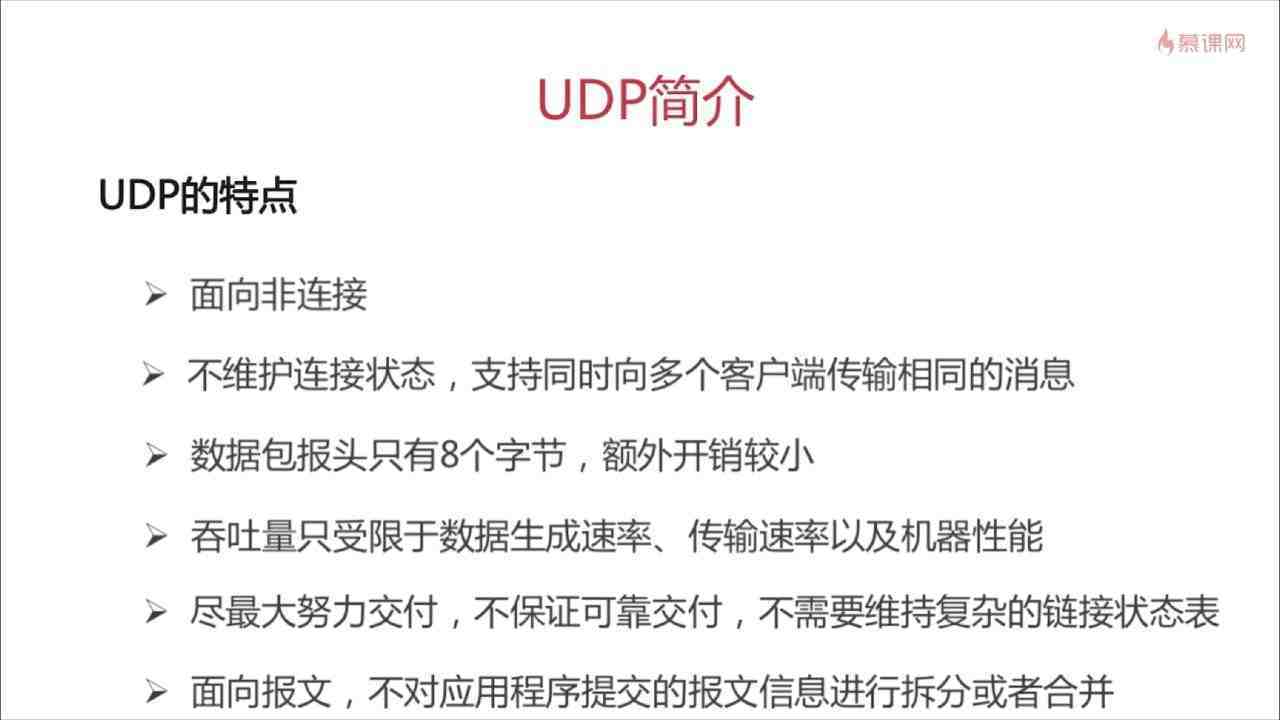 慕课网
UDP简介
UDP的特点
面向非连接
不维护连接状态，支持同时向多个客户端传输相同的消息
数据包报头只有8个字节，额外开销较小
吞吐量只受限于数据生成速率、传输速率以及机器性能
尽最大努力交付，不保证可靠交付，不需要维持复杂的链接状态表
面向报文，不对应用程序提交的报文信息进行拆分或者合并